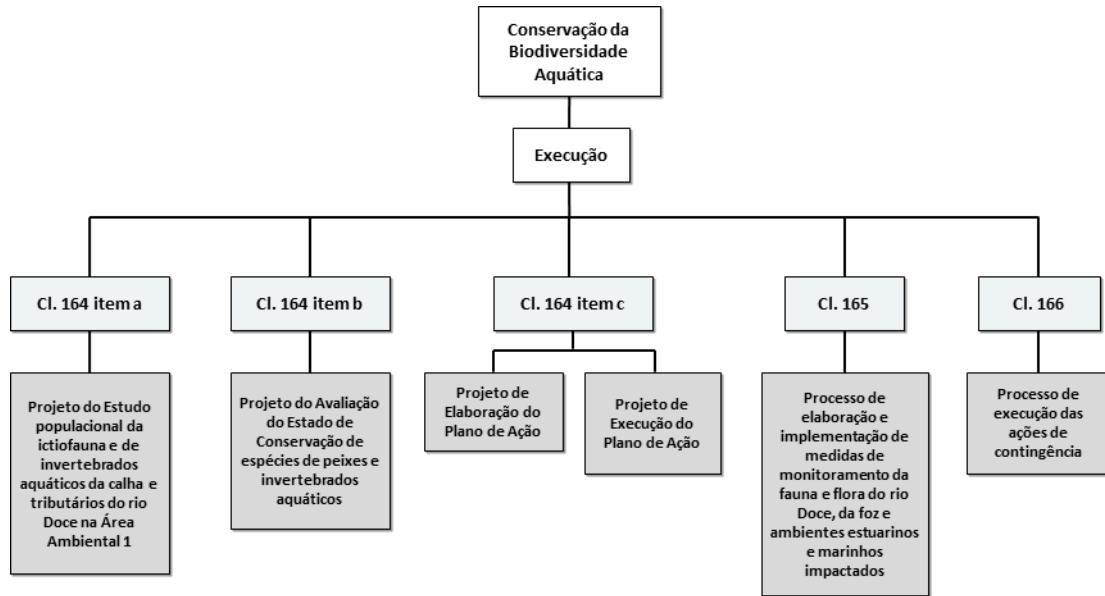 Conservação da
Biodiversidade
Aquática
Execução
Cl. 164 item a
Cl. 164 item b
Cl. 164 item c
Cl. 165
Cl. 166
Projeto do Estudo
populacional da
ictiofauna e de
invertebrados
aquáticos da calha e
tributários do rio
Doce na Área
Ambiental 1
Projeto do Avaliação
do Estado de
Conservação de
espécies de peixes e
invertebrados
aquáticos
Projeto de
Elaboração do
Plano de Ação
Projeto de
Execução do
Plano de Ação
Processo de
elaboração e
implementação de
medidas de
monitoramento da
fauna e flora do rio
Doce, da foz e
ambientes estuarinos
e marinhos
impactados
Processo de
execução das
ações de
contingência